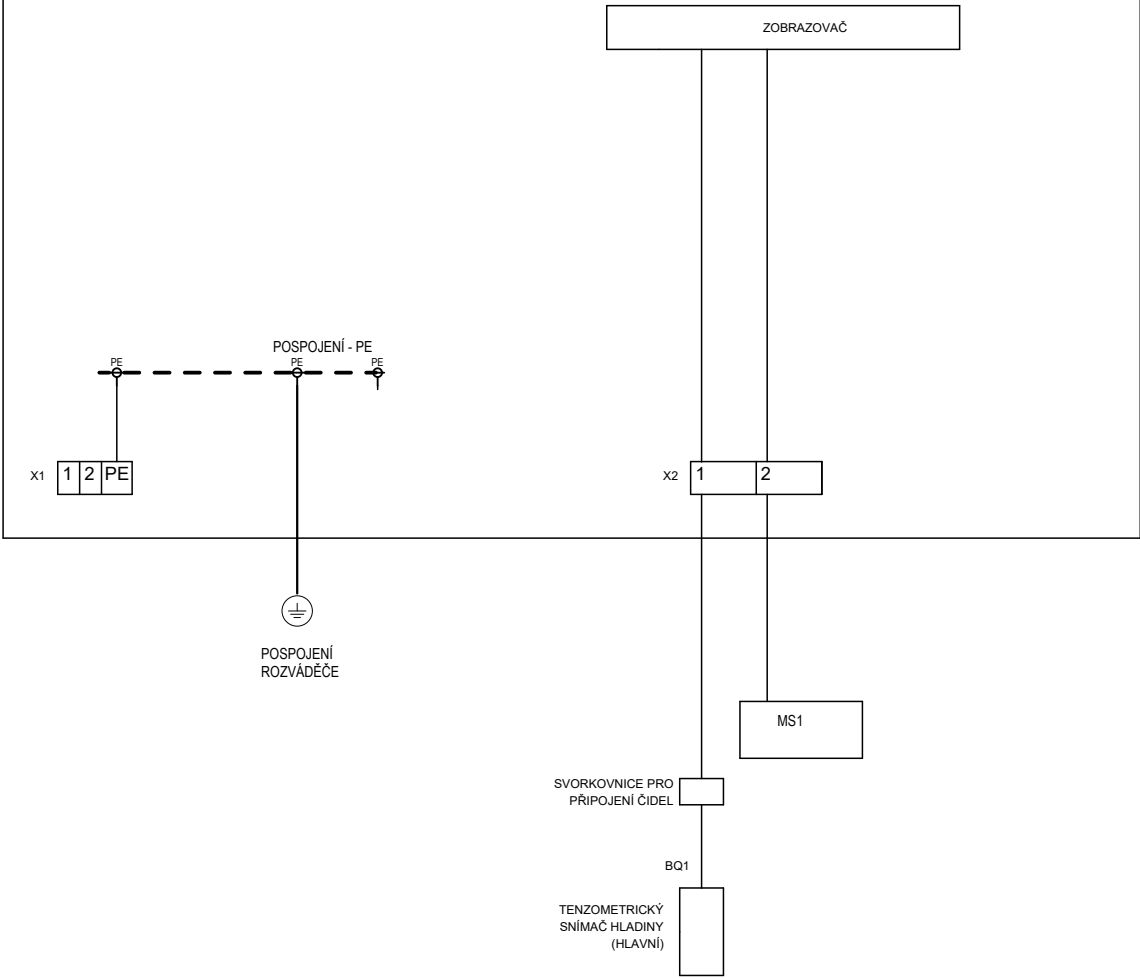 ZOBRAZOVAČ
POSPOJENÍ - PE
PE
PE
PE
X1
1
2
PE
X2
1
2
POSPOJENÍ
ROZVÁDĚČE
MS1
SVORKOVNICE PRO
PŘIPOJENÍ ČIDEL
BQ1
TENZOMETRICKÝ
SNÍMAČ HLADINY
(HLAVNÍ)